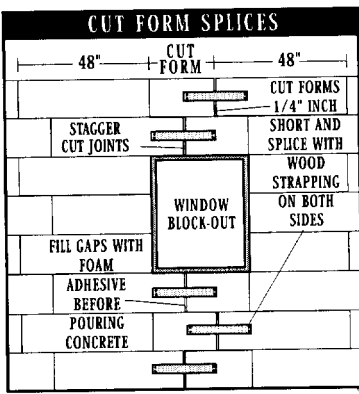 CUT FORM SPLICES
48"
CUT
FORM
48"
CUT FORMS
1/4" INCH
SHORT AND
SPLICE WITH
WOOD
STRAPPING
ON BOTH
SIDES
STAGGER
CUT JOINTS
WINDOW
BLOCK-OUT
FILL GAPS WITH
FOAM
ADHESIVE
BEFORE
POURING
CONCRETE